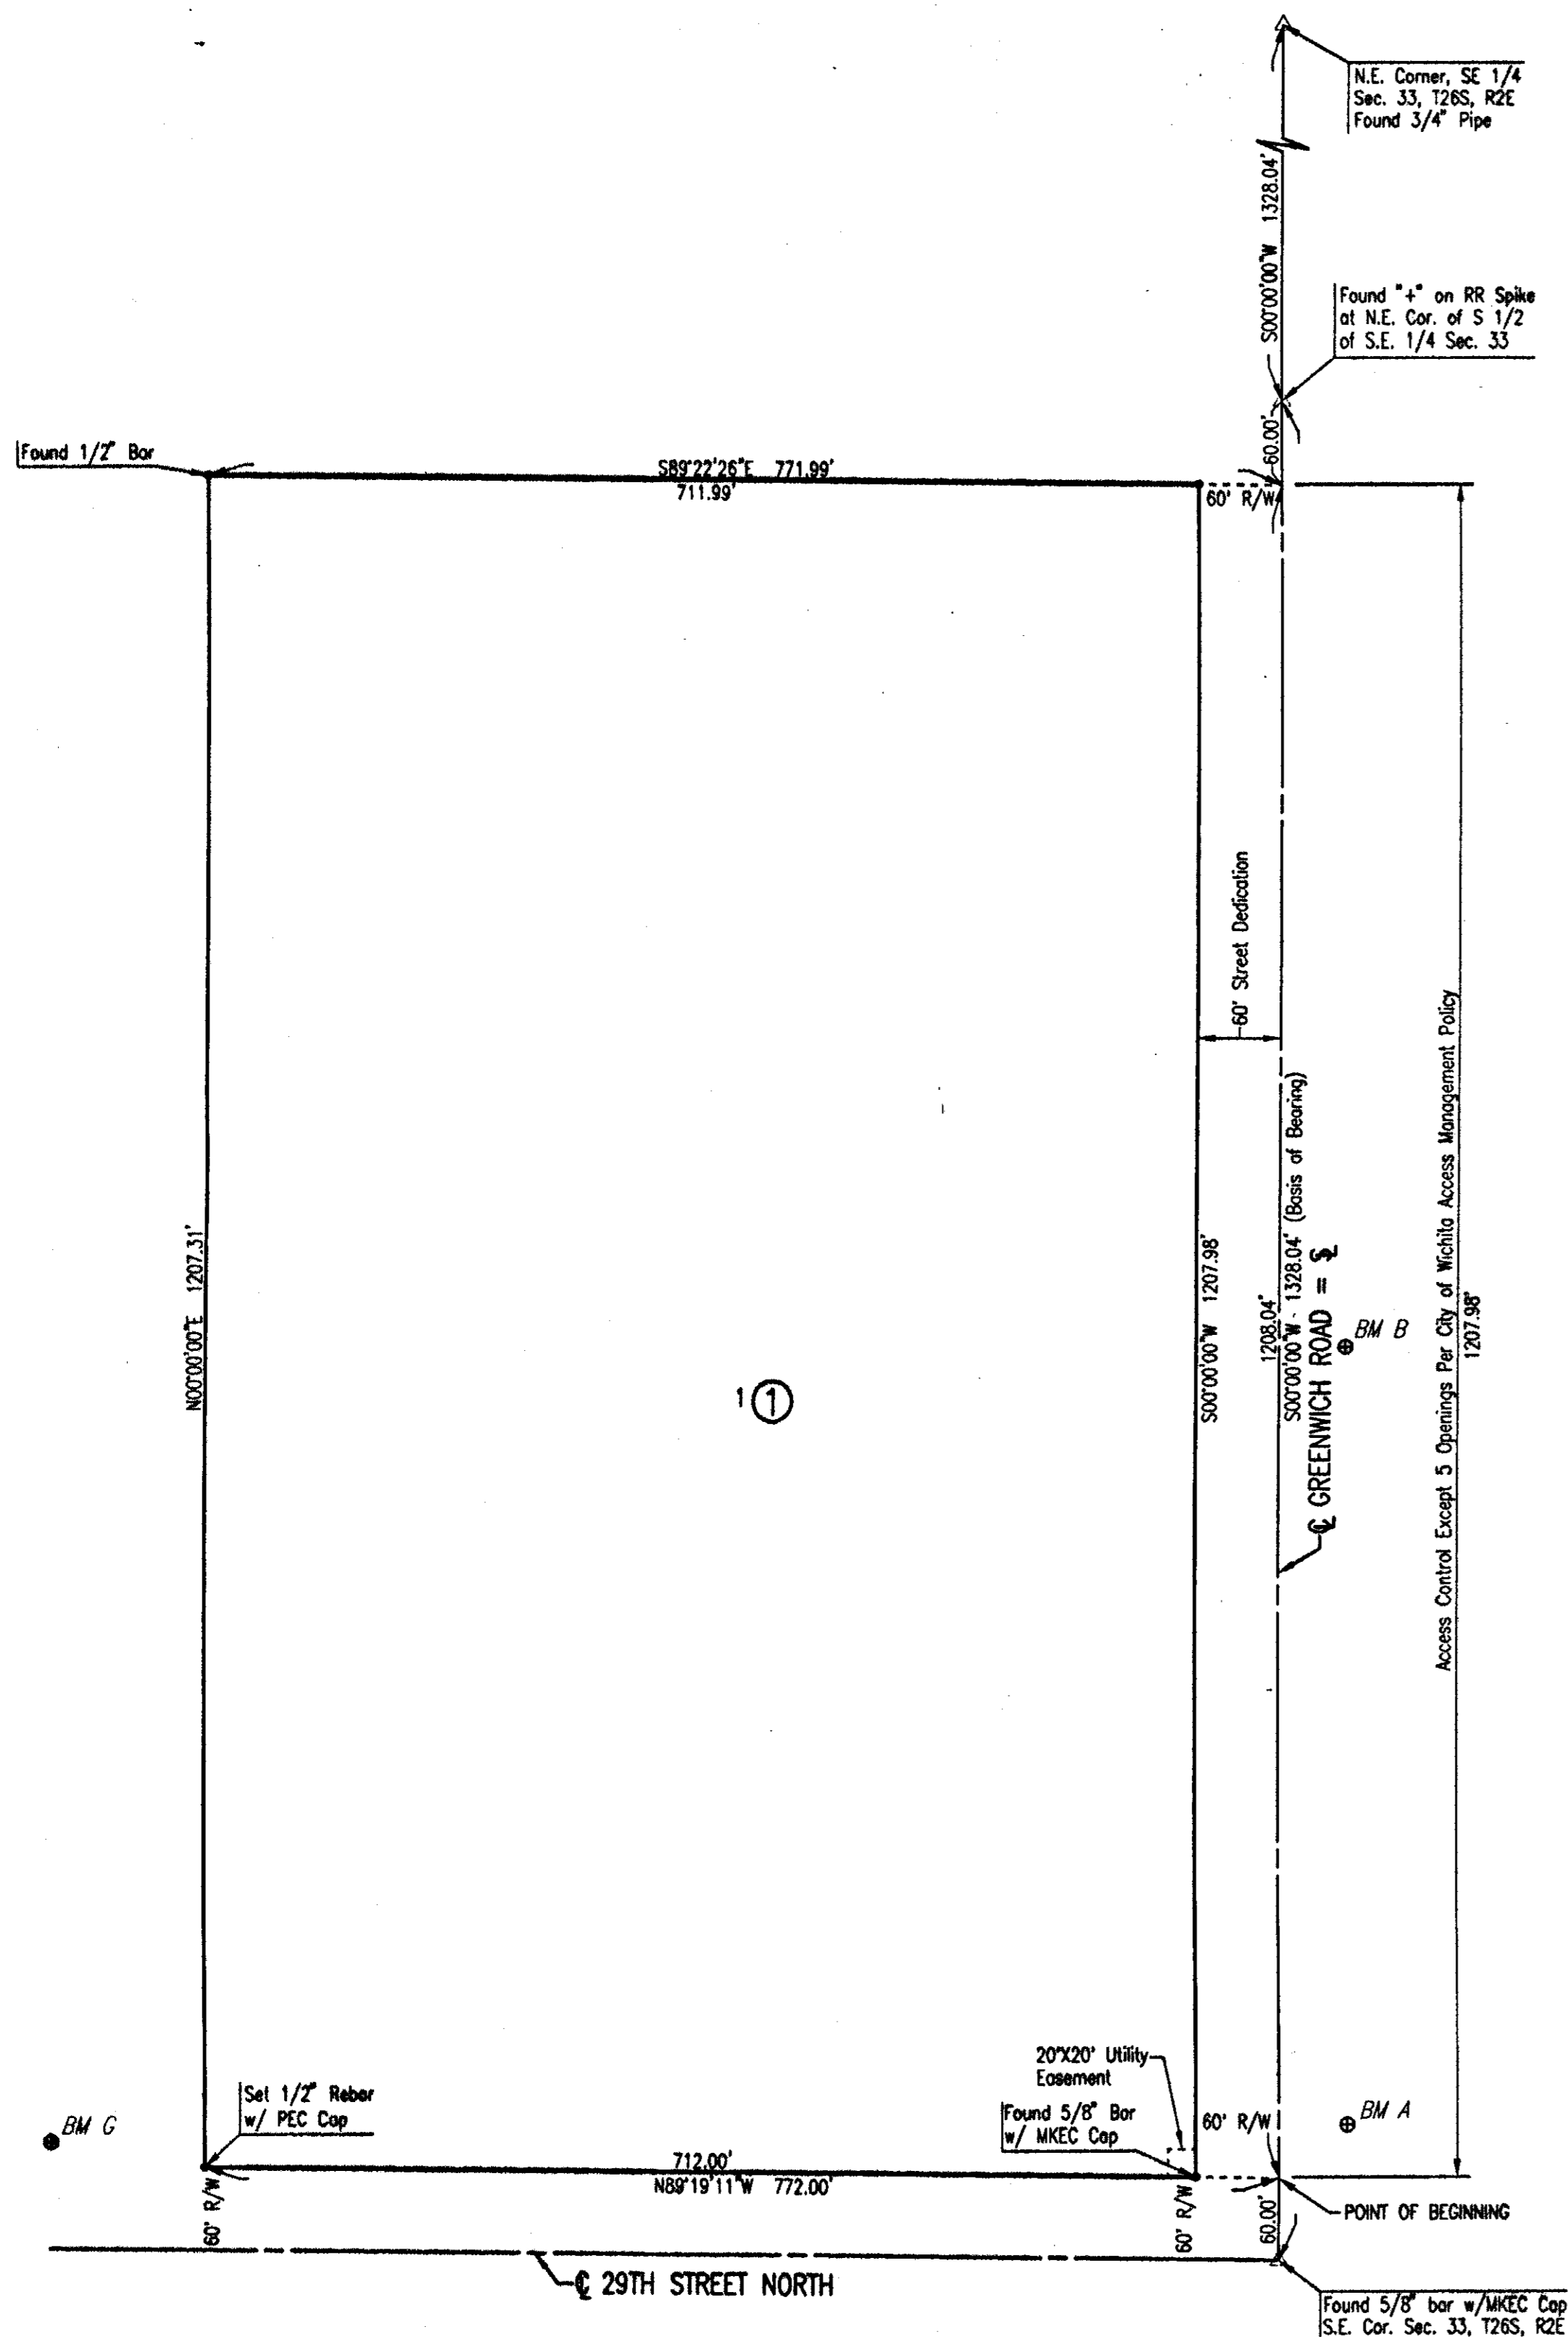 N.E. Corner, SE 1/4
Sec. 33, T26S, R2E
Found 3/4" Pipe
S00°00'00"W 1328.04'
Found "+" on RR Spike
at N.E. Cor. of S 1/2
of S.E. 1/4 Sec. 33
60.00'
Found 1/2" Bar
S89°22'26"E 771.99'
711.99'
60' R/W
60' Street Dedication
N00°00'00"E 1207.31'
S00°00'00"W 1207.98'
1208.04'
S00°00'00"W - 1328.04' (Basis of Bearing)
GREENWICH ROAD =
BM B
Access Control Except 5 Openings Per City of Wichita Access Management Policy
1207.98'
1 1
20'X20' Utility
Easement
Found 5/8" Bar
w/ MKEC Cap
60' R/W
BM A
Set 1/2" Rebar
w/ PEC Cap
BM G
712.00'
N89°19'11"W 772.00'
60' R/W
60' R/W
60.00'
POINT OF BEGINNING
℄ 29TH STREET NORTH
Found 5/8" bar w/MKEC Cap
S.E. Cor. Sec. 33, T26S, R2E